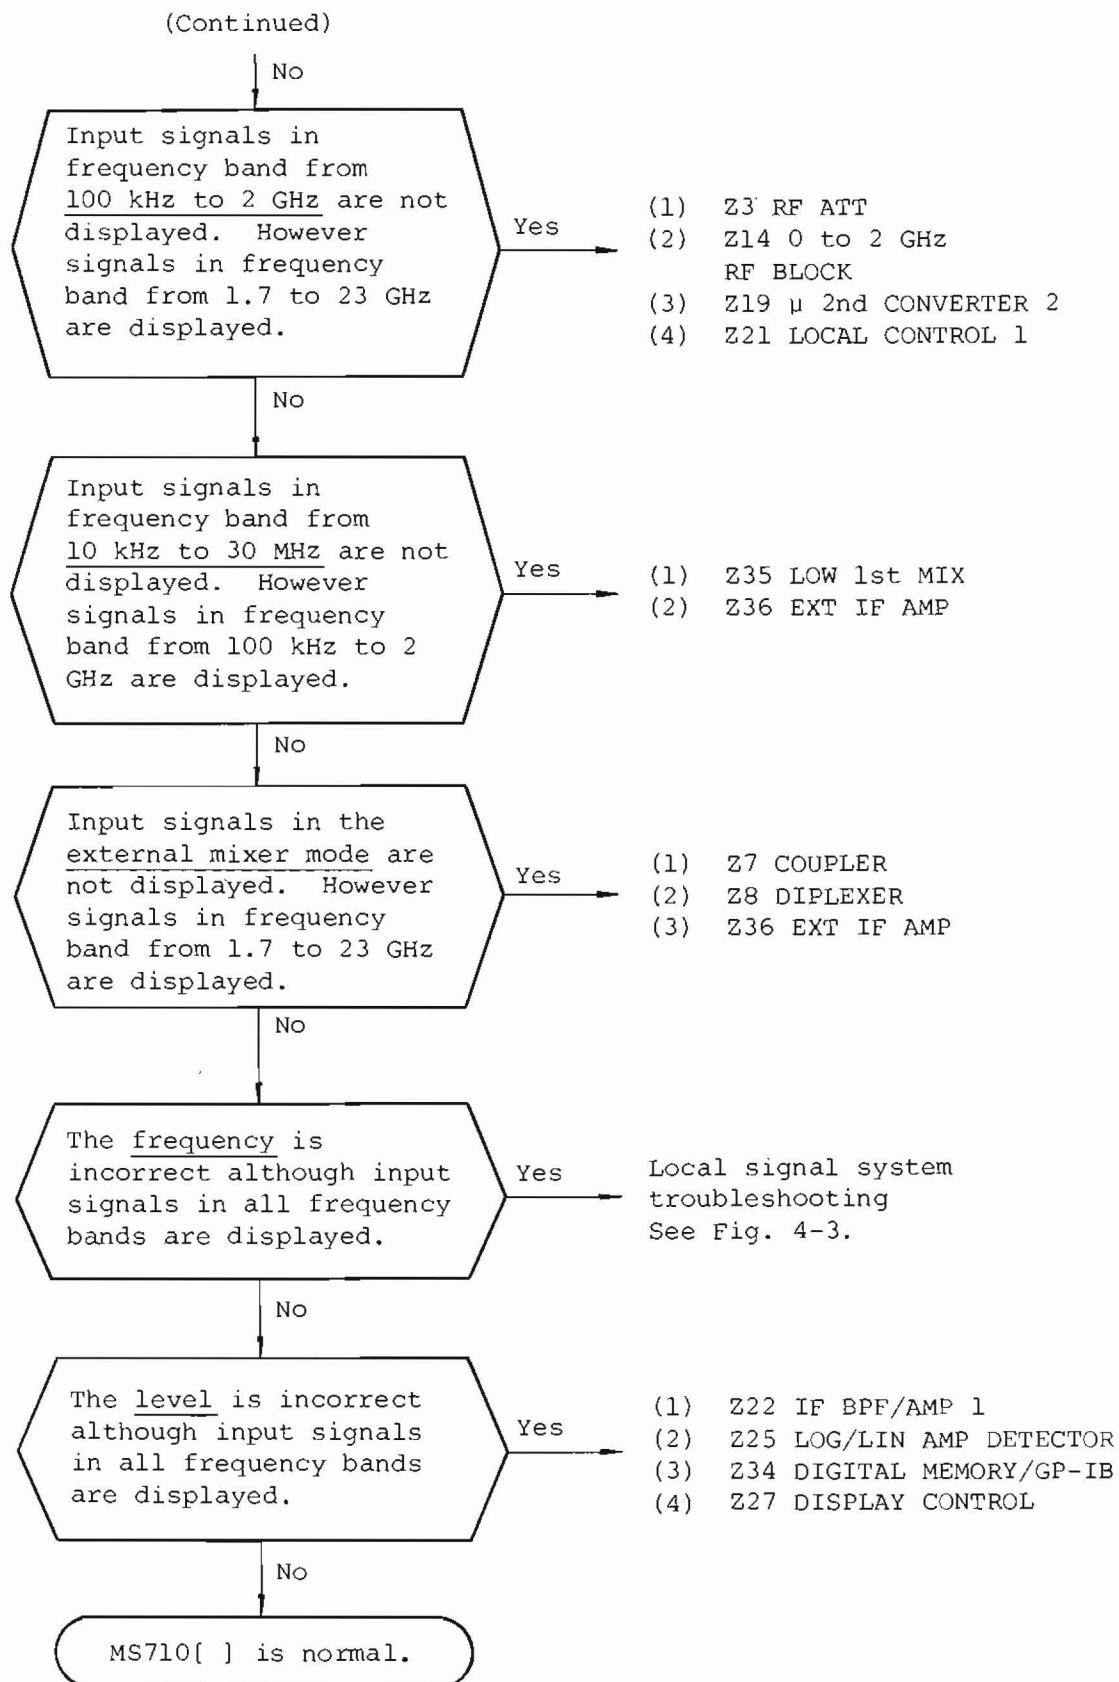 (Continued)
No
Input signals in
frequency band from
100 kHz to 2 GHz are not
displayed. However
signals in frequency
band from 1.7 to 23 GHz
are displayed.
Yes
(1) Z3 RF ATT
(2) Z14 0 to 2 GHz
RF BLOCK
(3) Z19 μ 2nd CONVERTER 2
(4) Z21 LOCAL CONTROL 1
No
Input signals in
frequency band from
10 kHz to 30 MHz are not
displayed. However
signals in frequency
band from 100 kHz to 2
GHz are displayed.
Yes
(1) Z35 LOW 1st MIX
(2) Z36 EXT IF AMP
No
Input signals in the
external mixer mode are
not displayed. However
signals in frequency
band from 1.7 to 23 GHz
are displayed.
Yes
(1) Z7 COUPLER
(2) Z8 DIPLEXER
(3) Z36 EXT IF AMP
No
The frequency is
incorrect although input
signals in all frequency
bands are displayed.
Yes
Local signal system
troubleshooting
See Fig. 4-3.
No
The level is incorrect
although input signals
in all frequency bands
are displayed.
Yes
(1) Z22 IF BPF/AMP 1
(2) Z25 LOG/LIN AMP DETECTOR
(3) Z34 DIGITAL MEMORY/GP-IB
(4) Z27 DISPLAY CONTROL
No
MS710[ ] is normal.